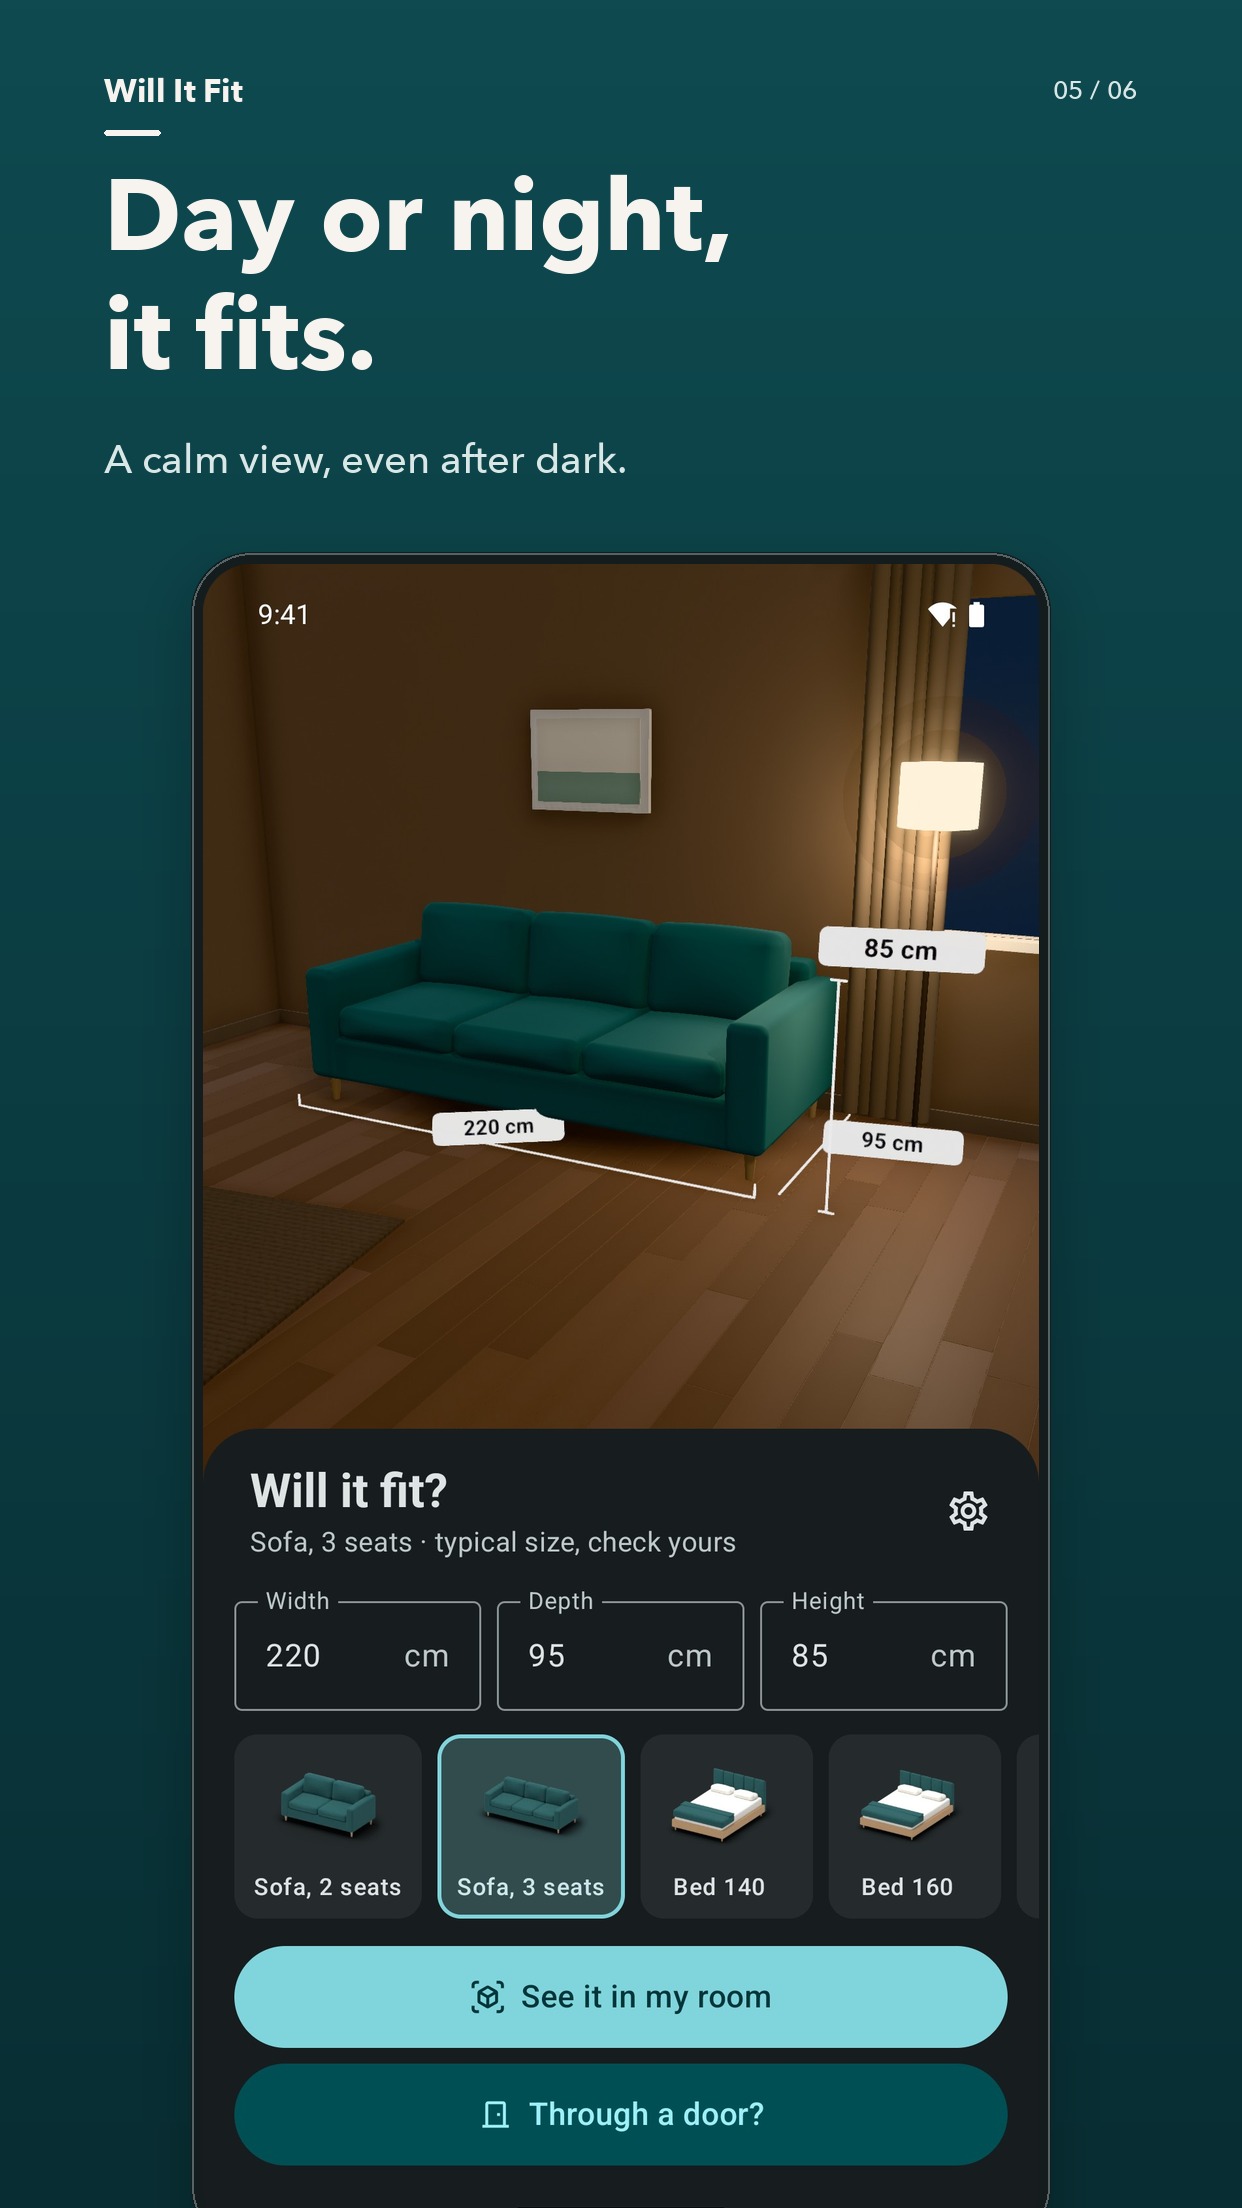 Will It Fit
05 / 06
Day or night,
it fits.
A calm view, even after dark.
9:41
85 cm
220 cm
95 cm
Will it fit?
Sofa, 3 seats · typical size, check yours
Width
Depth
Height
220 cm
95 cm
85 cm
Sofa, 2 seats
Sofa, 3 seats
Bed 140
Bed 160
See it in my room
Through a door?